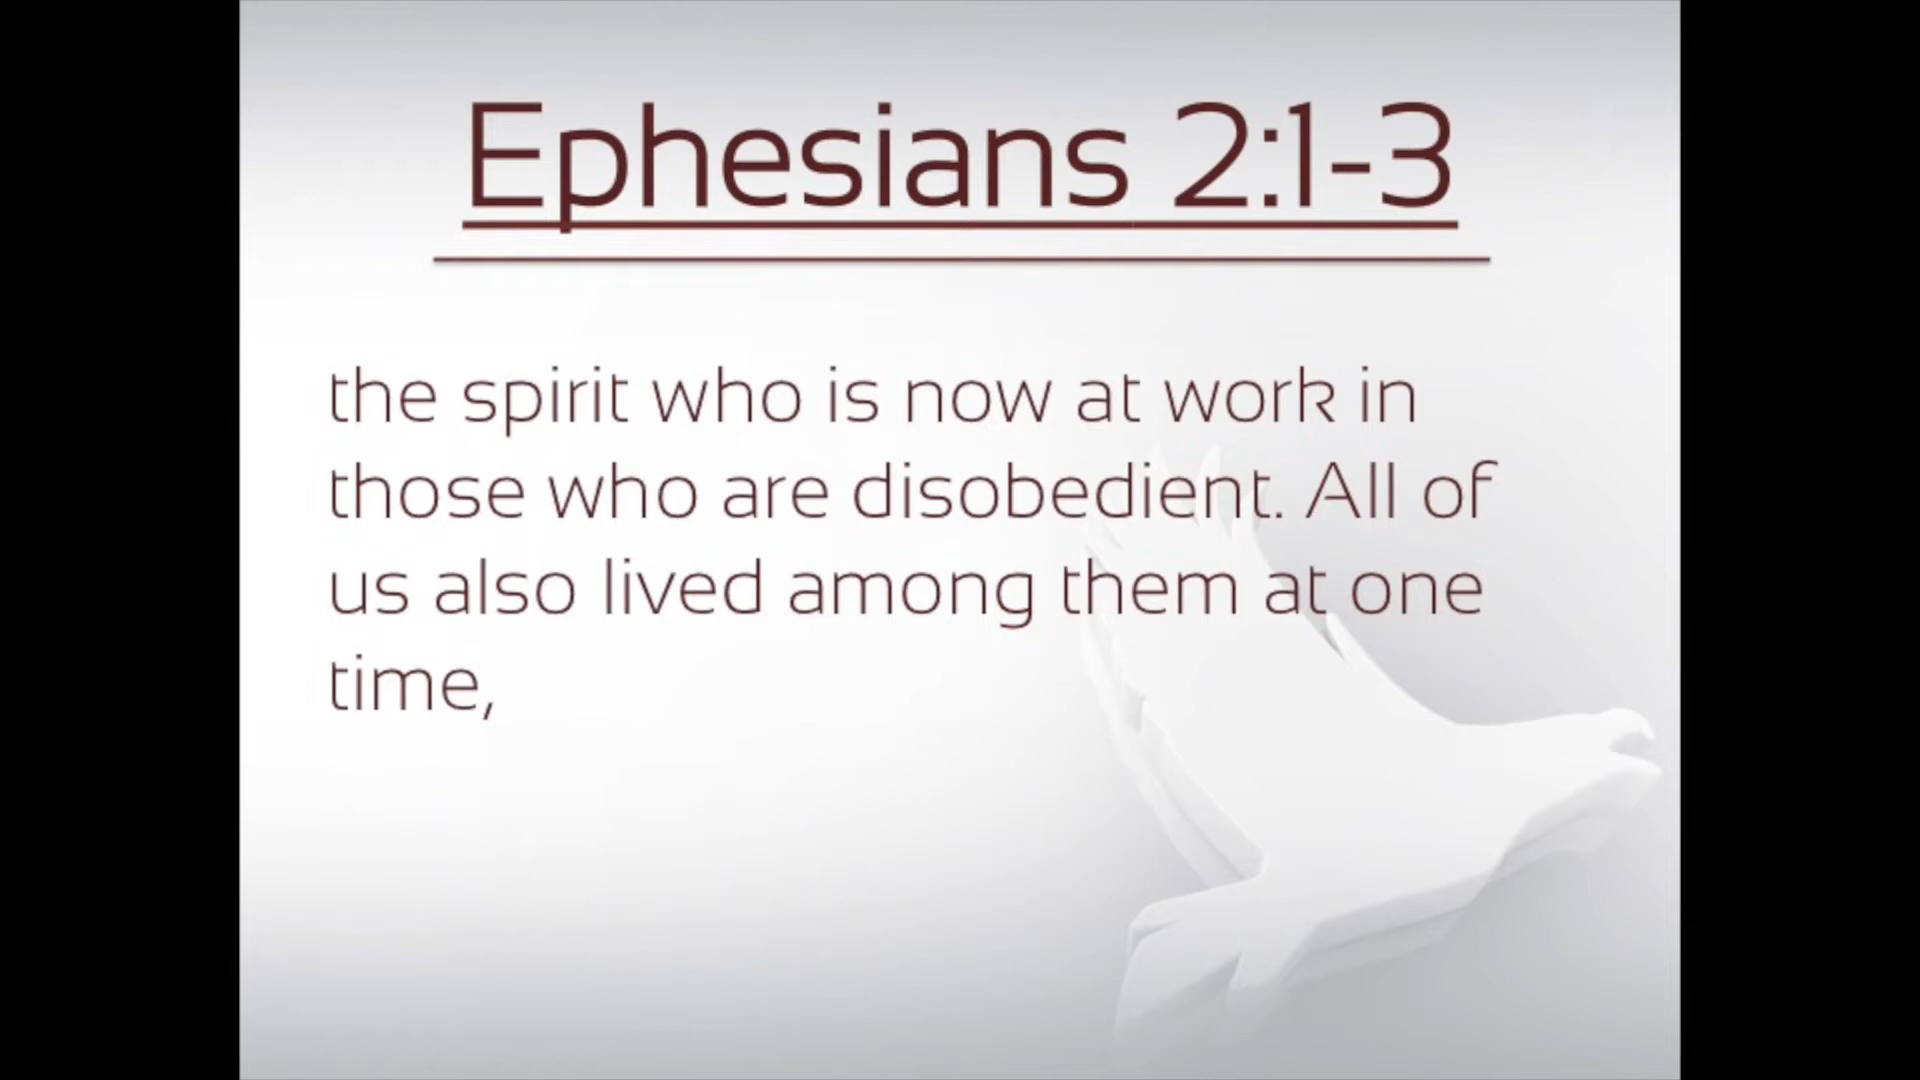 Ephesians 2:1-3
the spirit who is now at work in
those who are disobedient. All of
us also lived among them at one
time,